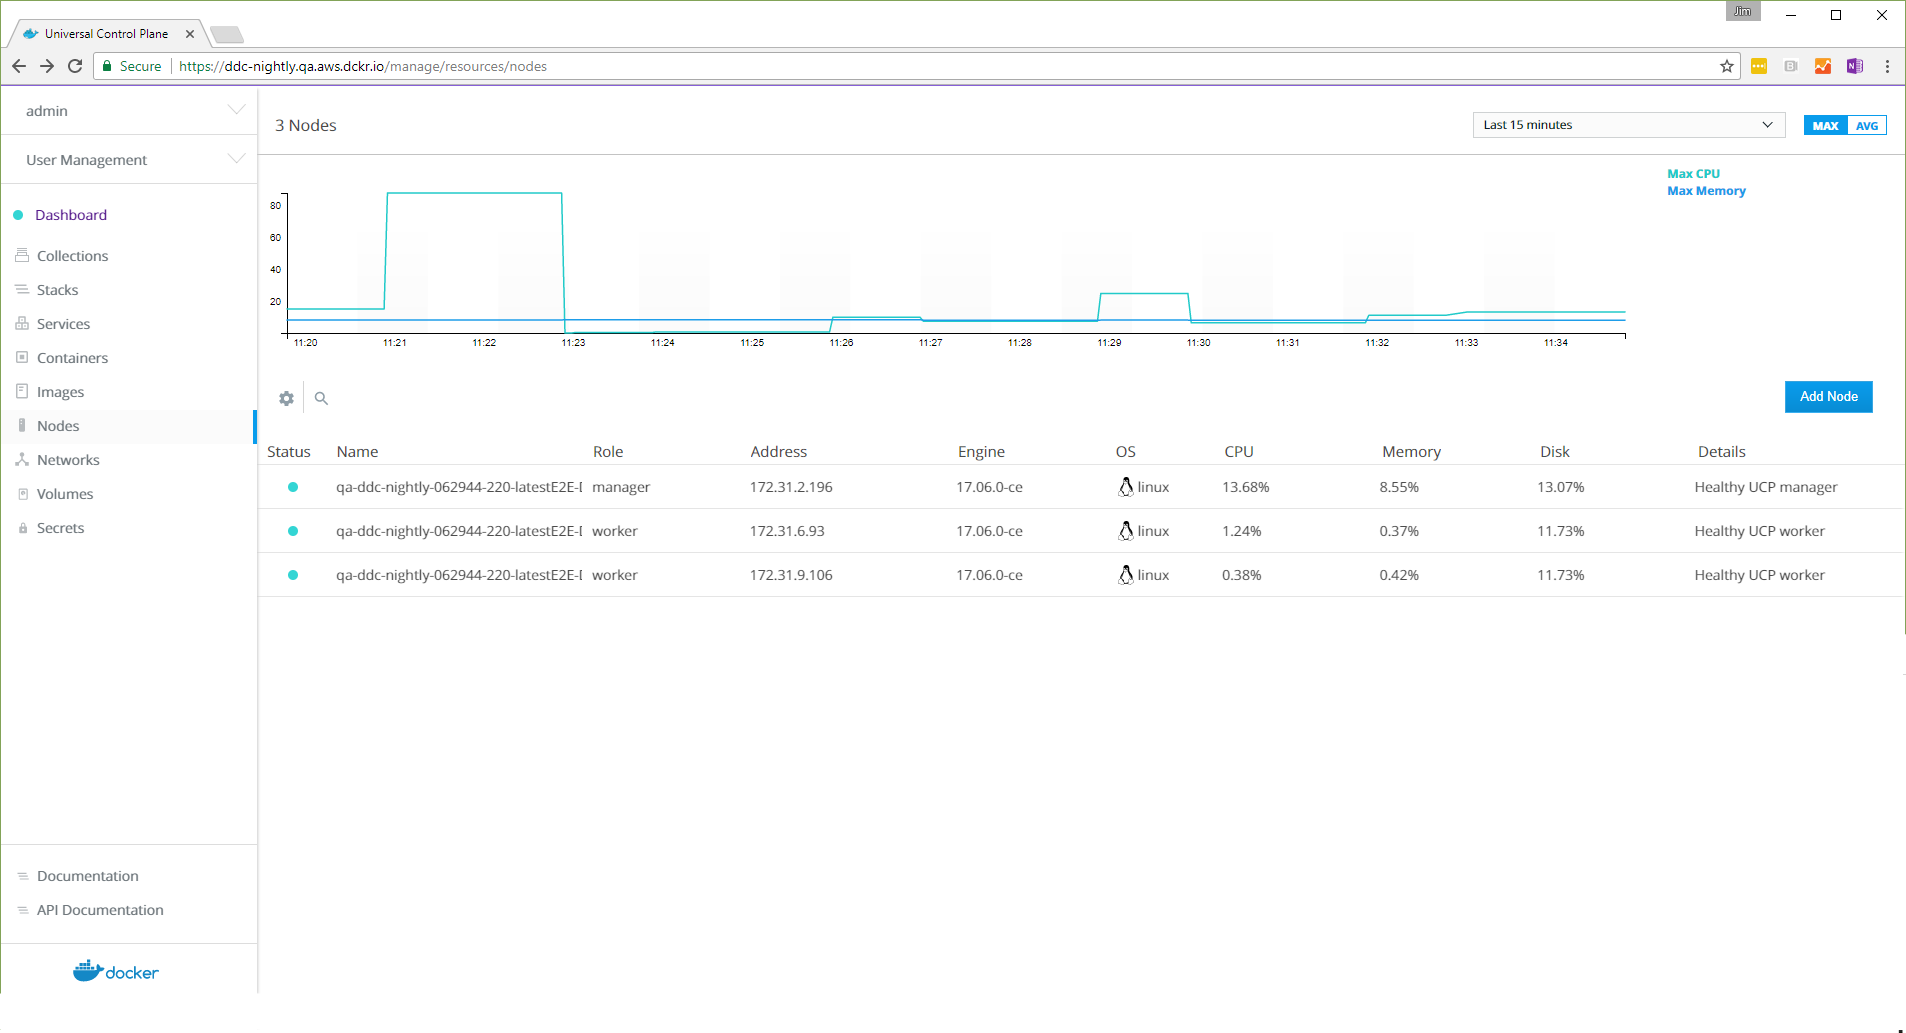 Jim
Universal Control Plane
Secure https://ddc-nightly.qa.aws.dckr.io/manage/resources/nodes
admin
User Management
Dashboard
Collections
Stacks
Services
Containers
Images
Nodes
Networks
Volumes
Secrets
Documentation
API Documentation
docker
3 Nodes
Last 15 minutes
MAX AVG
Max CPU
Max Memory
80
60
40
20
11:20 11:21 11:22 11:23 11:24 11:25 11:26 11:27 11:28 11:29 11:30 11:31 11:32 11:33 11:34
Add Node
Status Name Role Address Engine OS CPU Memory Disk Details
qa-ddc-nightly-062944-220-latestE2E- manager 172.31.2.196 17.06.0-ce linux 13.68% 8.55% 13.07% Healthy UCP manager
qa-ddc-nightly-062944-220-latestE2E- worker 172.31.6.93 17.06.0-ce linux 1.24% 0.37% 11.73% Healthy UCP worker
qa-ddc-nightly-062944-220-latestE2E- worker 172.31.9.106 17.06.0-ce linux 0.38% 0.42% 11.73% Healthy UCP worker